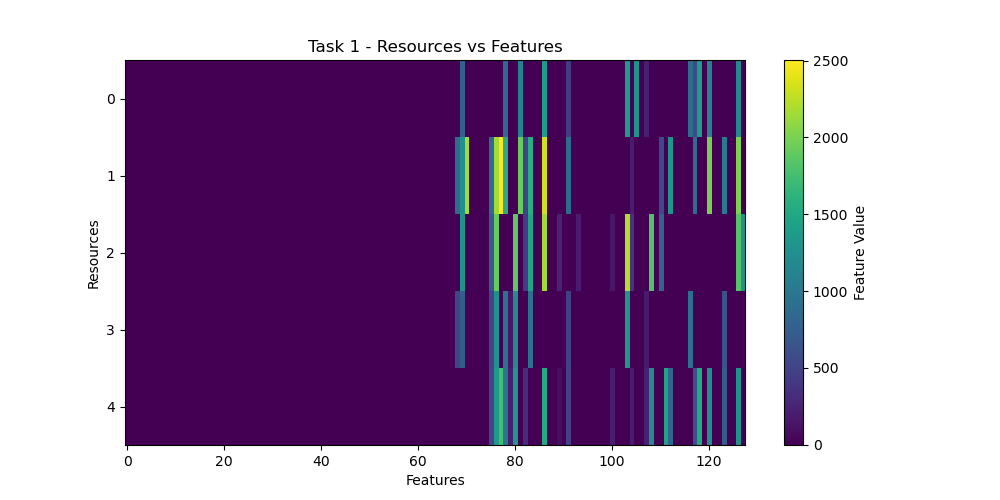 Task 1 - Resources vs Features
Resources
0
1
2
3
4
0 20 40 60 80 100 120
Features
2500
2000
1500
1000
500
0
Feature Value